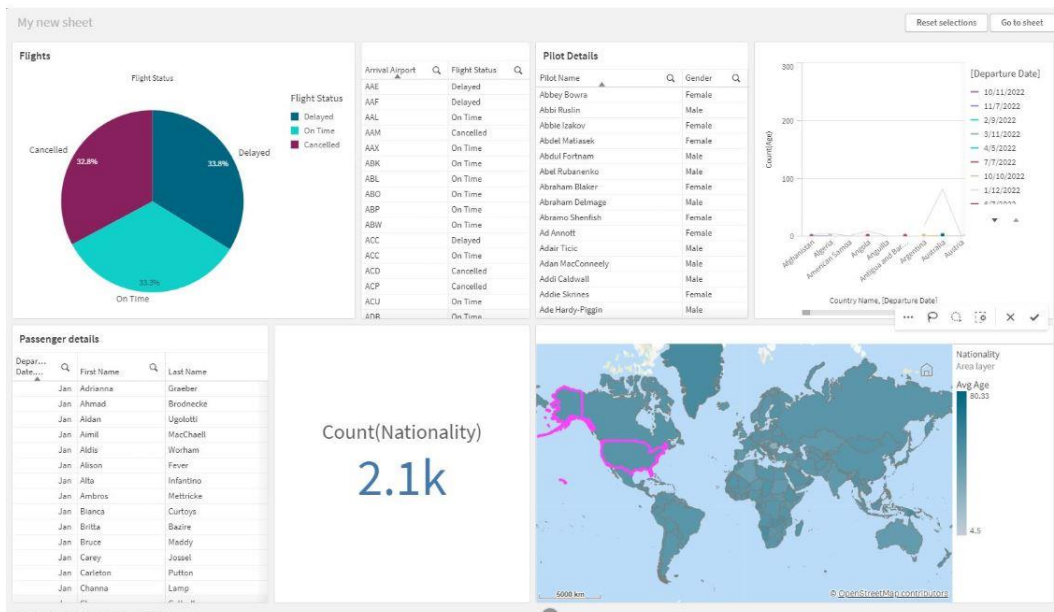 My new sheet
Reset selections
Go to sheet
Flights
Flight Status
Cancelled
32.8%
33.8%
Delayed
33.3%
On Time
Flight Status
Delayed
On Time
Cancelled
Arrival Airport Flight Status
AAE Delayed
AAF Delayed
AAL On Time
AAM Cancelled
AAX On Time
ABK On Time
ABL On Time
ABO On Time
ABP On Time
ABW On Time
ACC Delayed
ACC On Time
ACD Cancelled
ACP Cancelled
ACU On Time
ADB On Time
Pilot Details
Pilot Name Gender
Abbey Bowra Female
Abbi Ruslin Male
Abbie Izakov Female
Abdel Matiasek Female
Abdul Fortnam Male
Abel Rubanenko Male
Abraham Blaker Female
Abraham Delmage Male
Abramo Shenfish Female
Ad Annott Female
Adair Ticic Male
Adan MacConneely Male
Addi Caldwall Male
Addie Skrines Female
Ade Hardy-Piggin Male
300
200
100
0
Count(Age)
Afghanistan
Algeria
American Samoa
Angola
Anguilla
Antigua and Bar...
Argentina
Australia
Austria
Country Name, [Departure Date]
[Departure Date]
10/11/2022
11/7/2022
2/9/2022
3/11/2022
4/5/2022
7/7/2022
10/10/2022
1/12/2022
Passenger details
Depar...
Date.... First Name Last Name
Jan Adrianna Graeber
Jan Ahmad Brodnecke
Jan Aidan Ugolotti
Jan Aimil MacChaell
Jan Aldis Worham
Jan Alison Fever
Jan Alta Infantino
Jan Ambros Mettricke
Jan Bianca Curtoys
Jan Britta Bazire
Jan Bruce Maddy
Jan Carey Jossel
Jan Carleton Putton
Jan Channa Lamp
Count(Nationality)
2.1k
Nationality
Area layer
Avg Age
80.33
4.5
5000 km
© OpenStreetMap contributors